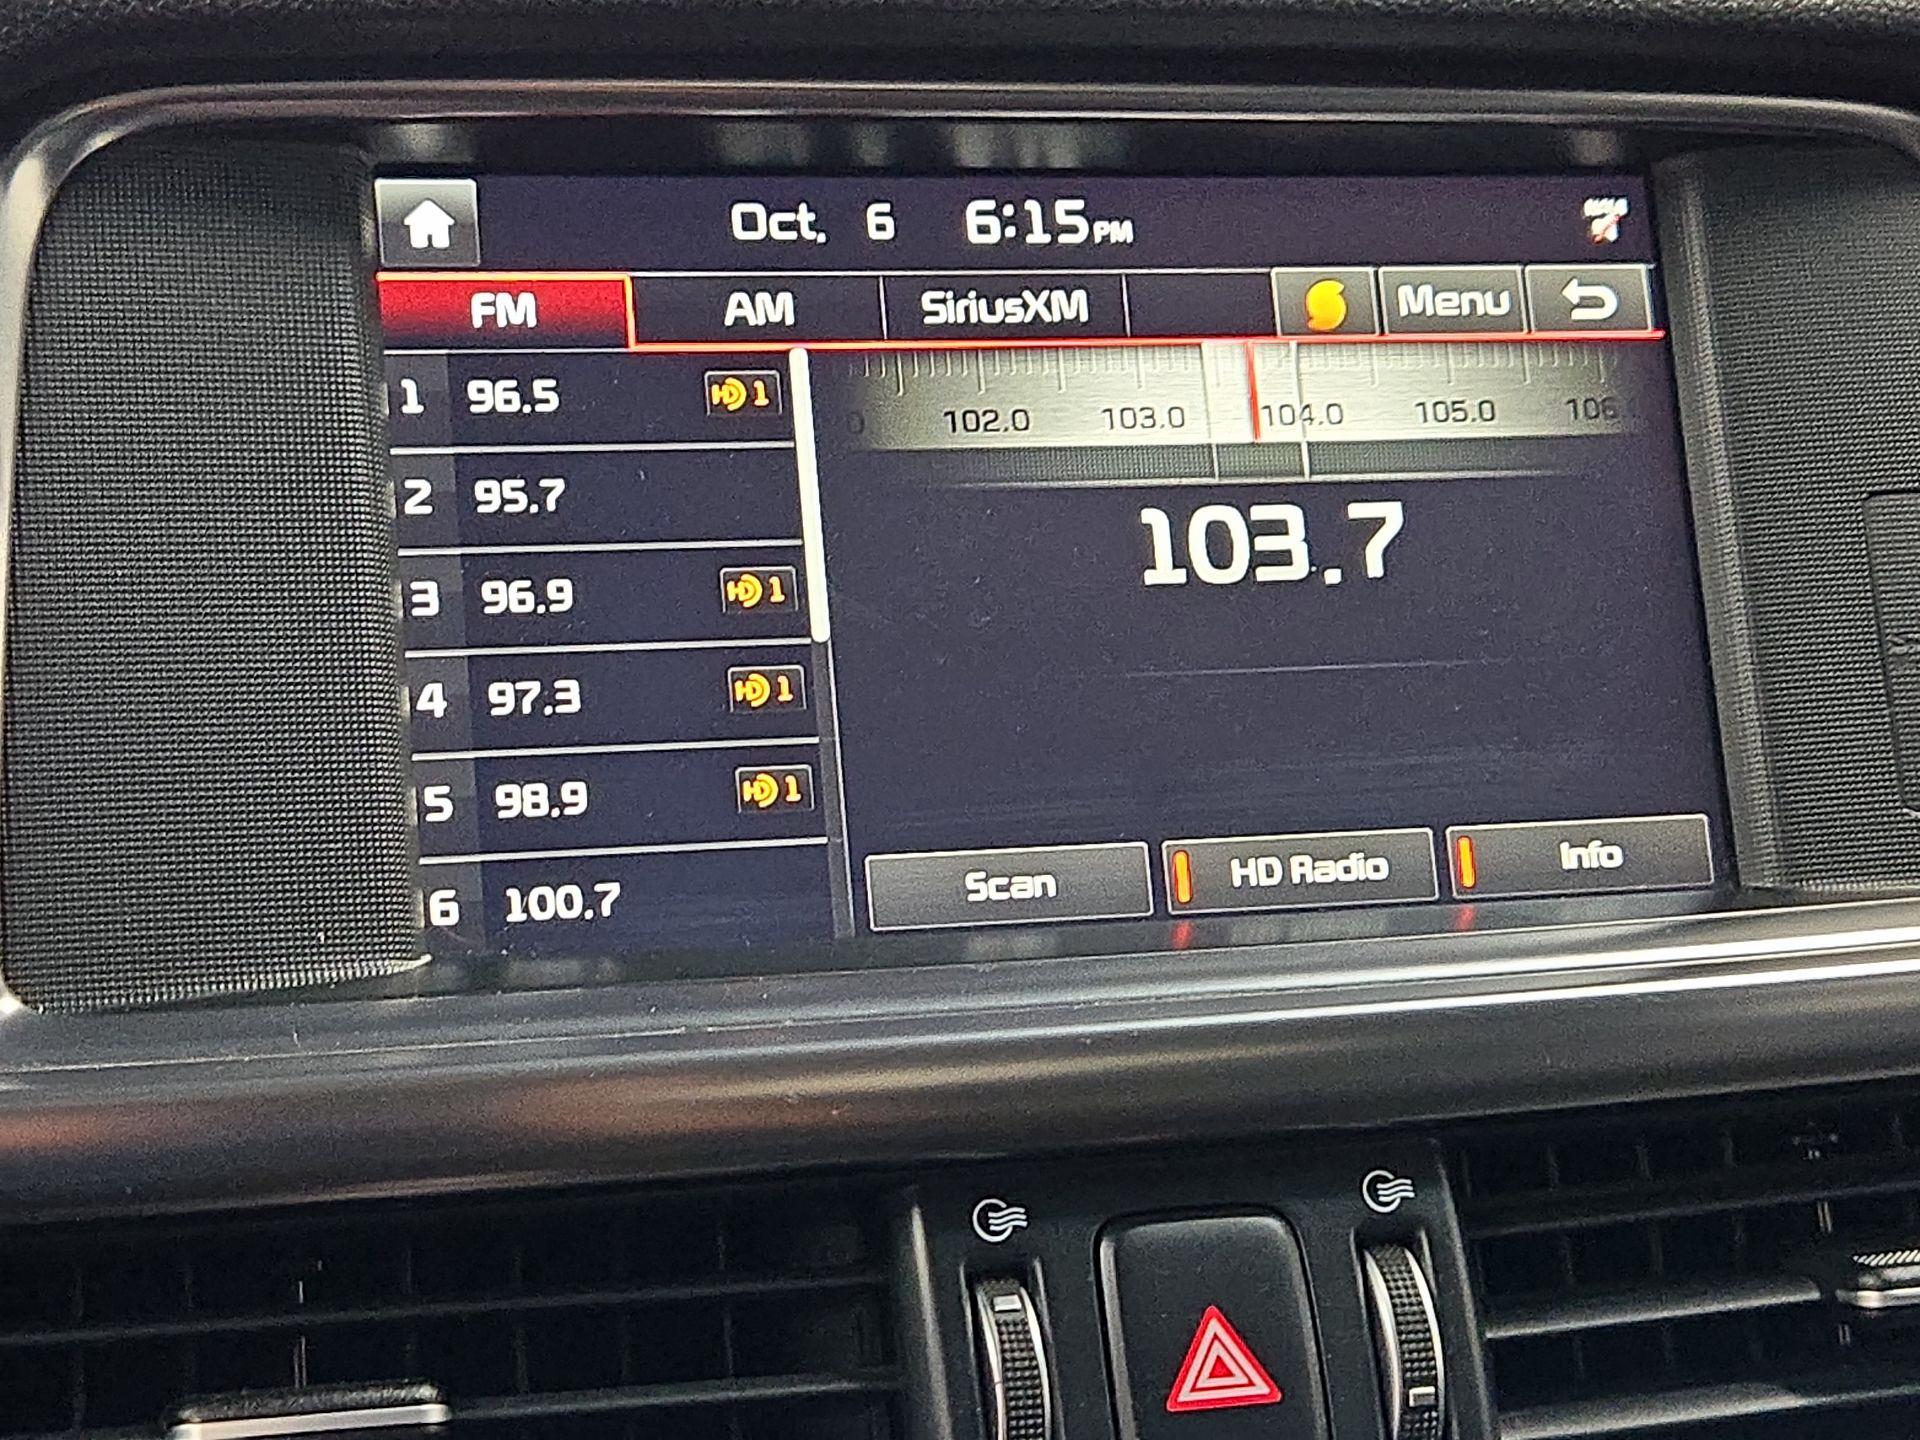 Oct. 6 6:15PM
FM AM SiriusXM Menu
102.0 103.0 104.0 105.0 106
103.7
1 96.5 HD 1
2 95.7
3 96.9 HD 1
4 97.3 HD 1
5 98.9 HD 1
6 100.7
Scan HD Radio Info